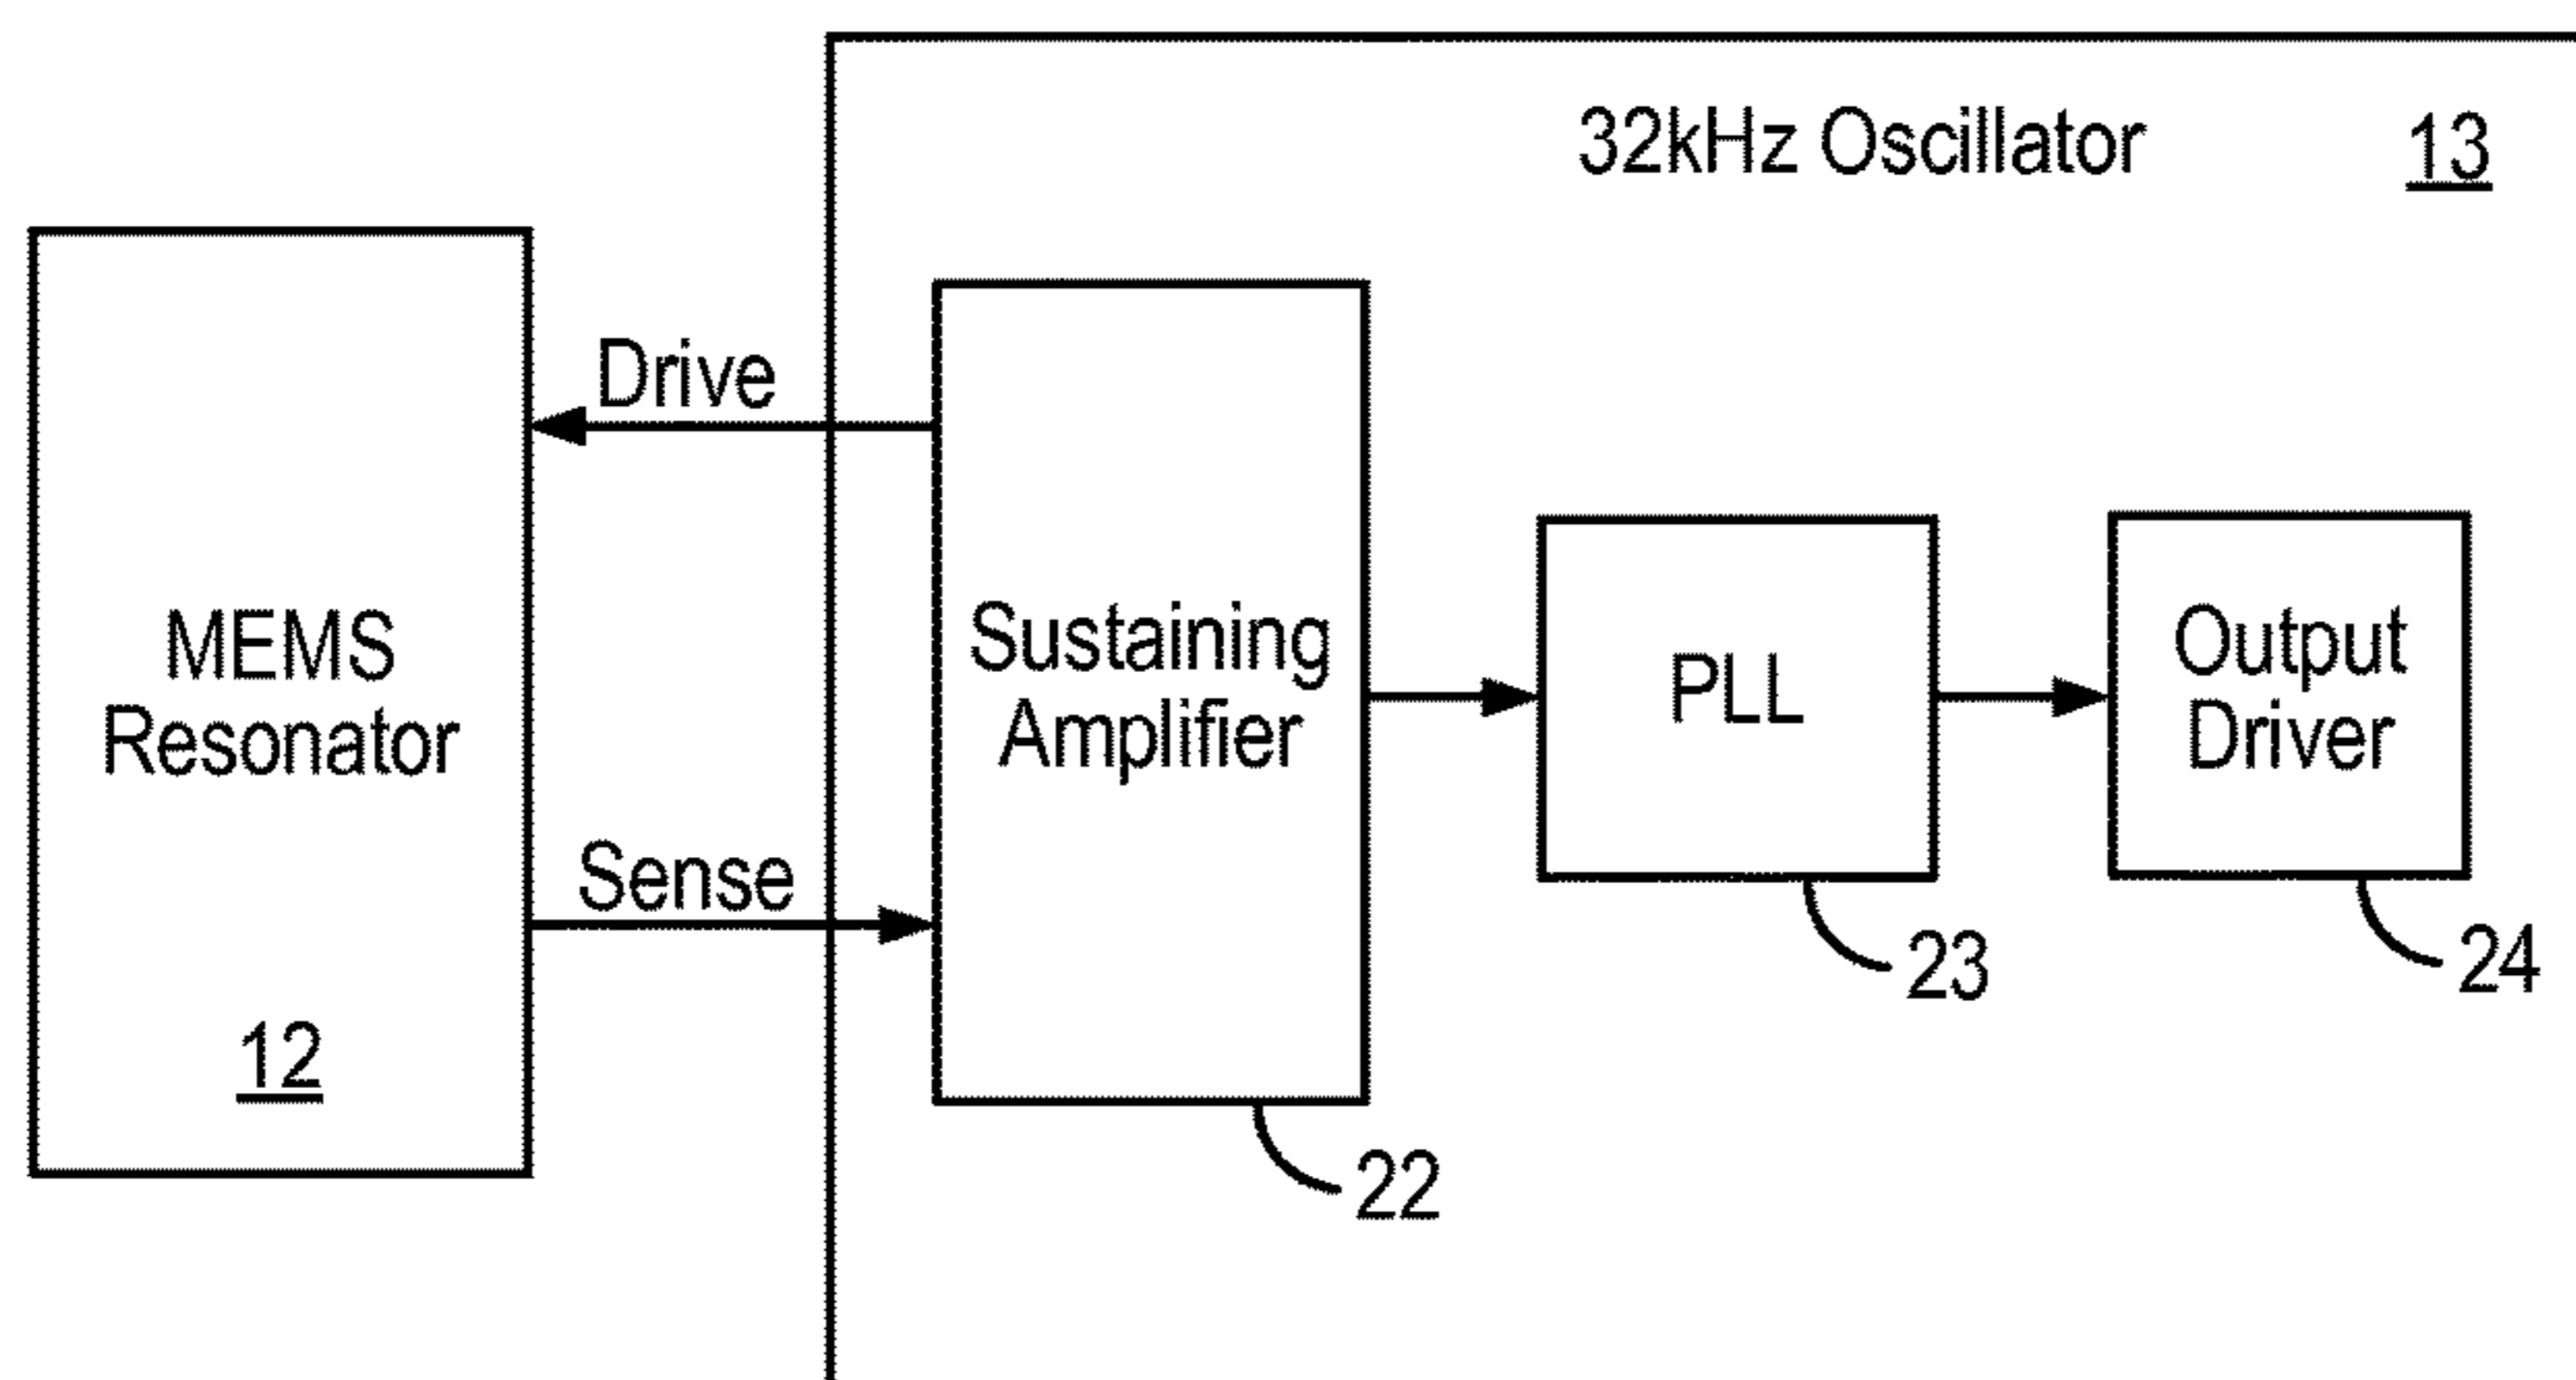 32kHz Oscillator
13
Drive
MEMS
Resonator
Sense
12
Sustaining
Amplifier
22
PLL
23
Output
Driver
24